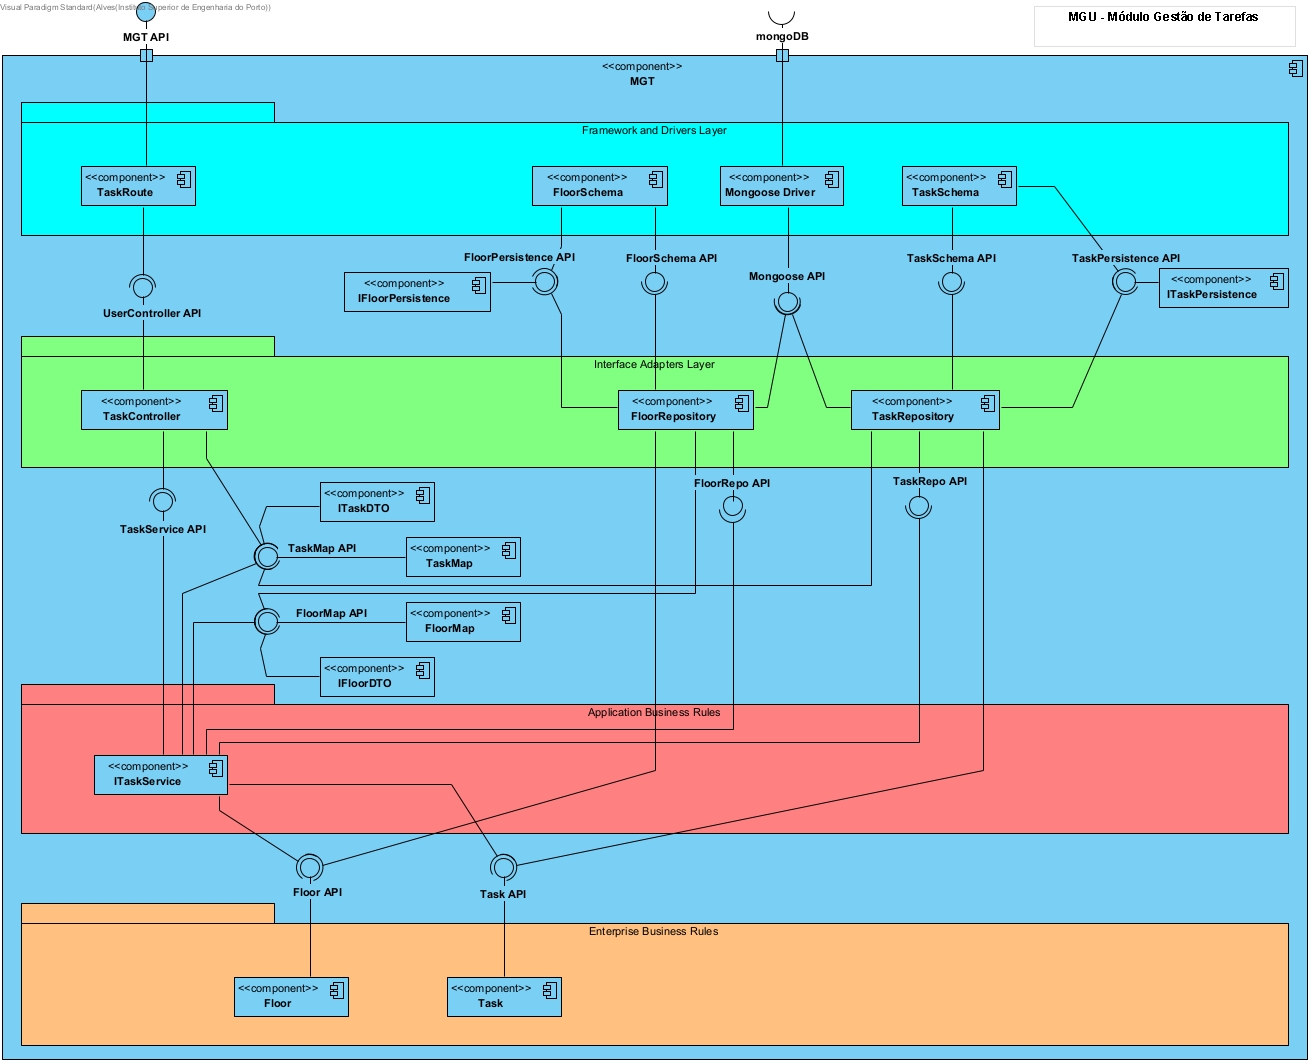 Visual Paradigm Standard(Alves(Instituto Superior de Engenharia do Porto))
MGU - Módulo Gestão de Tarefas
MGT API
mongoDB
<<component>>
MGT
Framework and Drivers Layer
<<component>>
TaskRoute
<<component>>
FloorSchema
<<component>>
Mongoose Driver
<<component>>
TaskSchema
FloorPersistence API
FloorSchema API
Mongoose API
TaskSchema API
TaskPersistence API
<<component>>
IFloorPersistence
<<component>>
ITaskPersistence
UserController API
Interface Adapters Layer
<<component>>
TaskController
<<component>>
FloorRepository
<<component>>
TaskRepository
FloorRepo API
TaskRepo API
TaskService API
<<component>>
ITaskDTO
TaskMap API
<<component>>
TaskMap
FloorMap API
<<component>>
FloorMap
<<component>>
IFloorDTO
Application Business Rules
<<component>>
ITaskService
Floor API
Task API
Enterprise Business Rules
<<component>>
Floor
<<component>>
Task